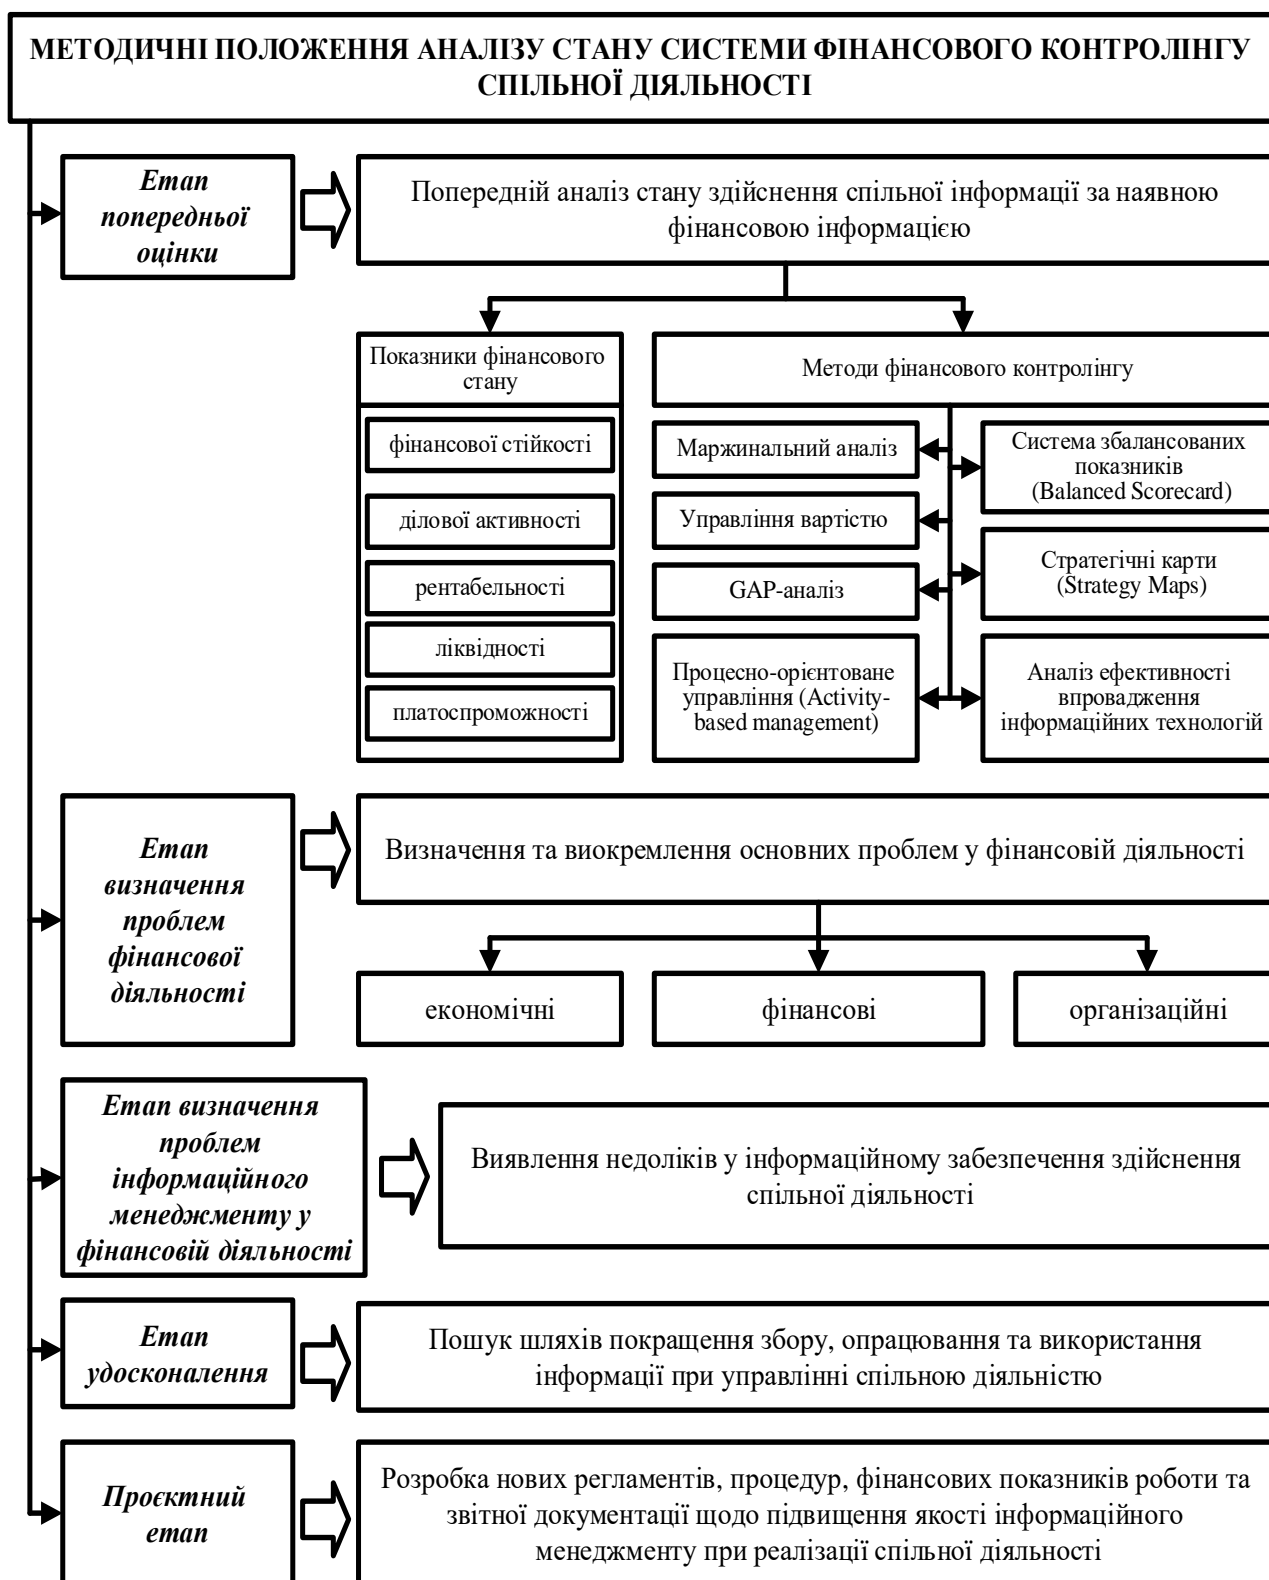 МЕТОДИЧНІ ПОЛОЖЕННЯ АНАЛІЗУ СТАНУ СИСТЕМИ ФІНАНСОВОГО КОНТРОЛІНГУ
СПІЛЬНОЇ ДІЯЛЬНОСТІ
Етап
попередньої
оцінки
Попередній аналіз стану здійснення спільної інформації за наявною
фінансовою інформацією
Показники фінансового
стану
фінансової стійкості
ділової активності
рентабельності
ліквідності
платоспроможності
Методи фінансового контролінгу
Маржинальний аналіз
Управління вартістю
GAP-аналіз
Процесно-орієнтоване
управління (Activity-
based management)
Система збалансованих
показників
(Balanced Scorecard)
Стратегічні карти
(Strategy Maps)
Аналіз ефективності
впровадження
інформаційних технологій
Етап
визначення
проблем
фінансової
діяльності
Визначення та виокремлення основних проблем у фінансовій діяльності
економічні
фінансові
організаційні
Етап визначення
проблем
інформаційного
менеджменту у
фінансовій діяльності
Виявлення недоліків у інформаційному забезпечення здійснення
спільної діяльності
Етап
удосконалення
Пошук шляхів покращення збору, опрацювання та використання
інформації при управлінні спільною діяльністю
Проєктний
етап
Розробка нових регламентів, процедур, фінансових показників роботи та
звітної документації щодо підвищення якості інформаційного
менеджменту при реалізації спільної діяльності